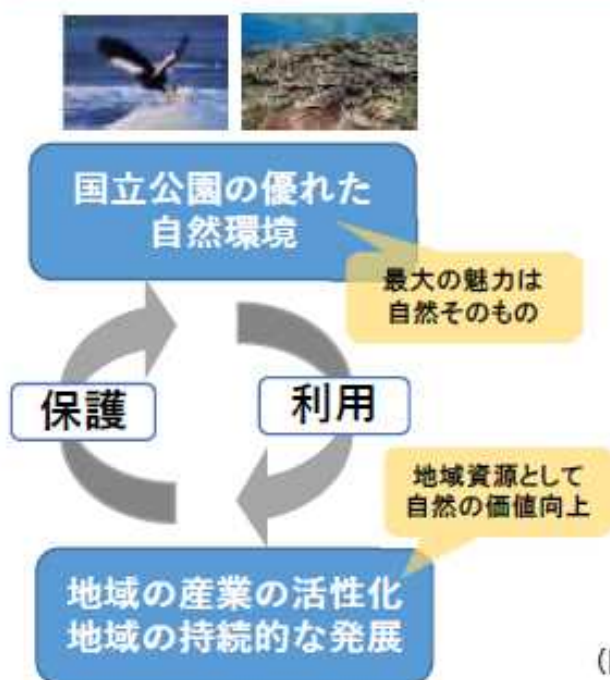 国立公園の優れた
自然環境
最大の魅力は
自然そのもの
保護
利用
地域資源として
自然の価値向上
地域の産業の活性化
地域の持続的な発展